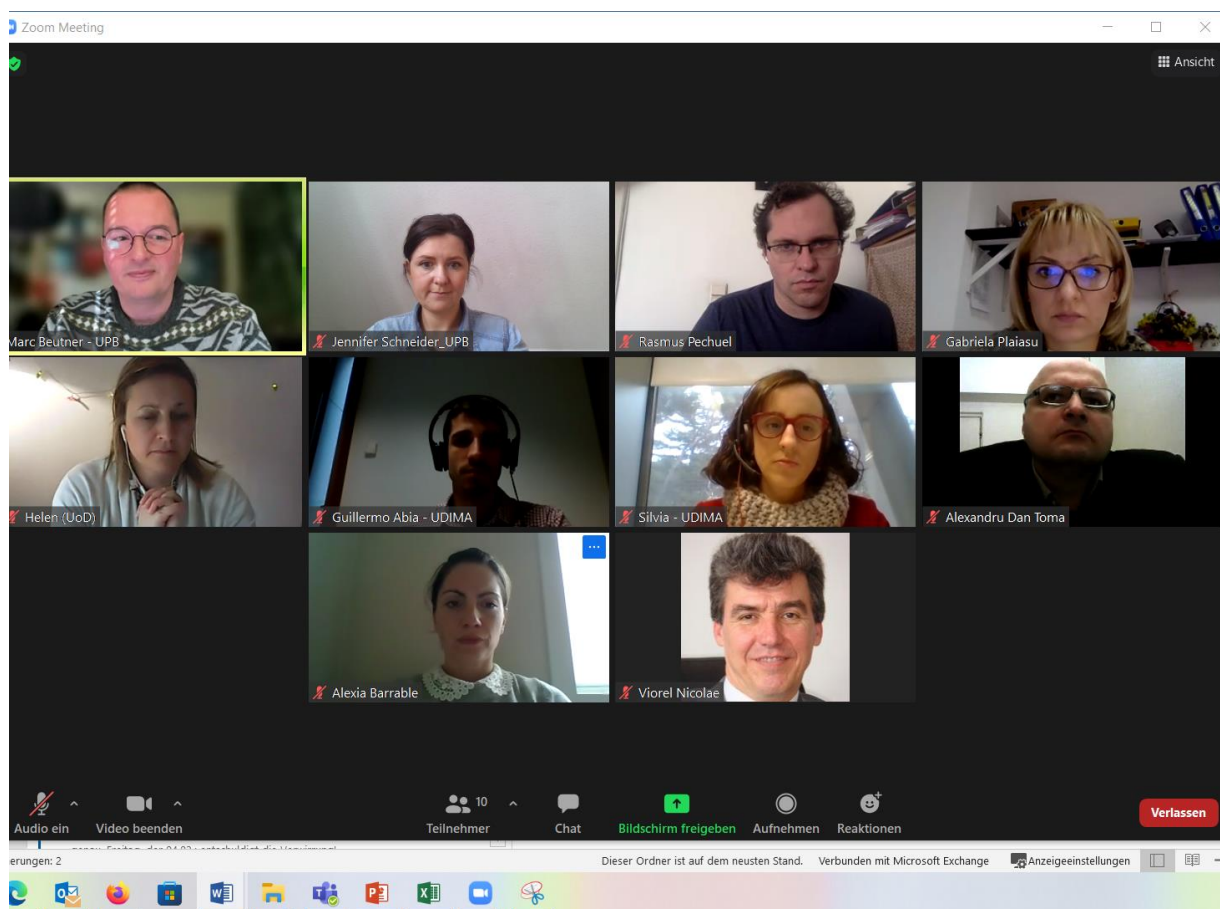 Zoom Meeting
Ansicht
Marc Beutner - UPB
Jennifer Schneider_UPB
Rasmus Pechuel
Gabriela Plaiasu
Helen (UoD)
Guillermo Abia - UDIMA
Silvia - UDIMA
Alexandru Dan Toma
Alexia Barrable
Viorel Nicolae
10
Audio ein
Video beenden
Teilnehmer
Chat
Bildschirm freigeben
Aufnehmen
Reaktionen
Verlassen
erungen: 2
Dieser Ordner ist auf dem neusten Stand.
Verbunden mit Microsoft Exchange
Anzeigeeinstellungen